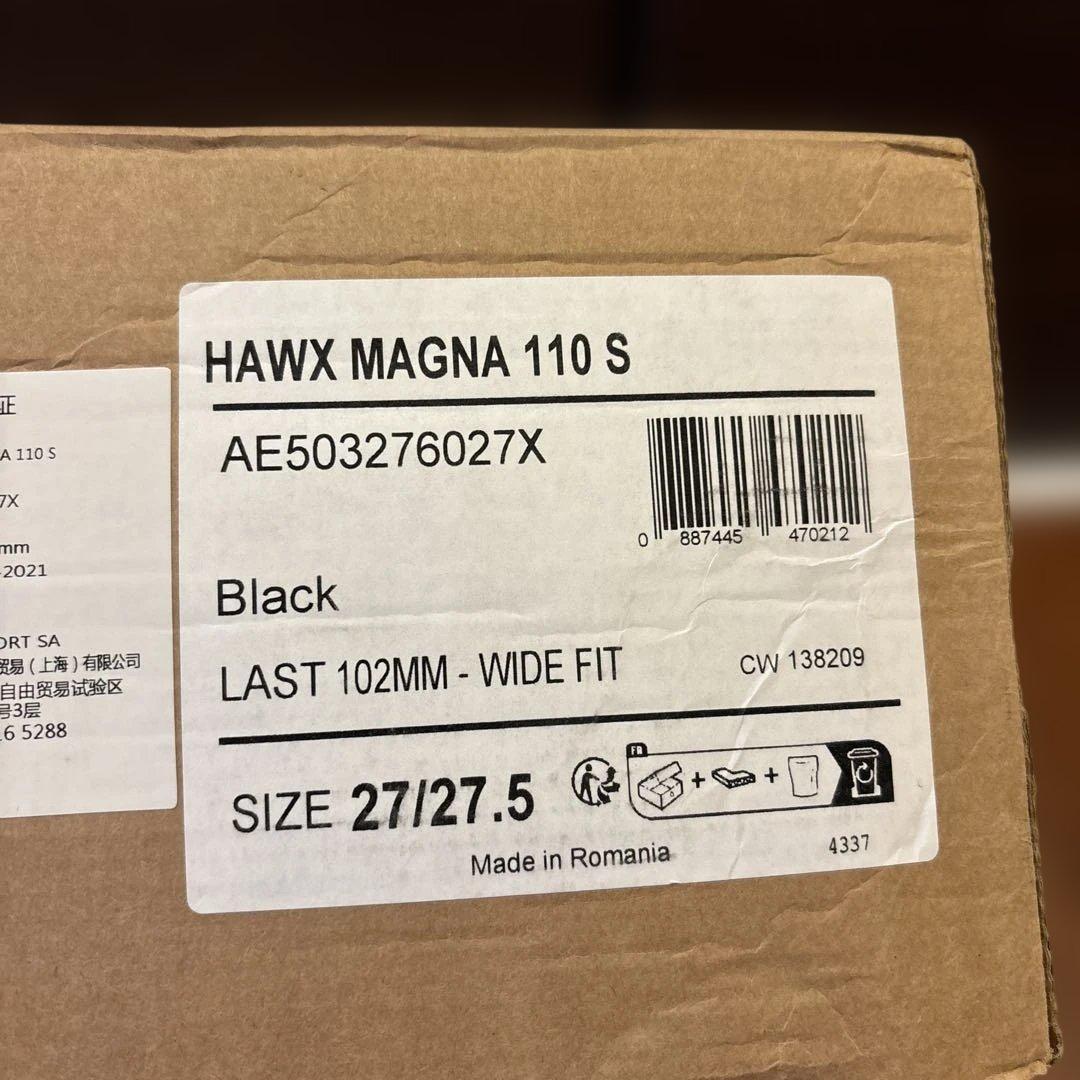 HAWX MAGNA 110 S
AE503276027X
0 887445 470212
Black
LAST 102MM - WIDE FIT
CW 138209
SIZE 27/27.5
FR
Made in Romania
4337
证
A 110 S
7X
mm
-2021
ORT SA
贸易（上海）有限公司
自由贸易试验区
号3层
16 5288